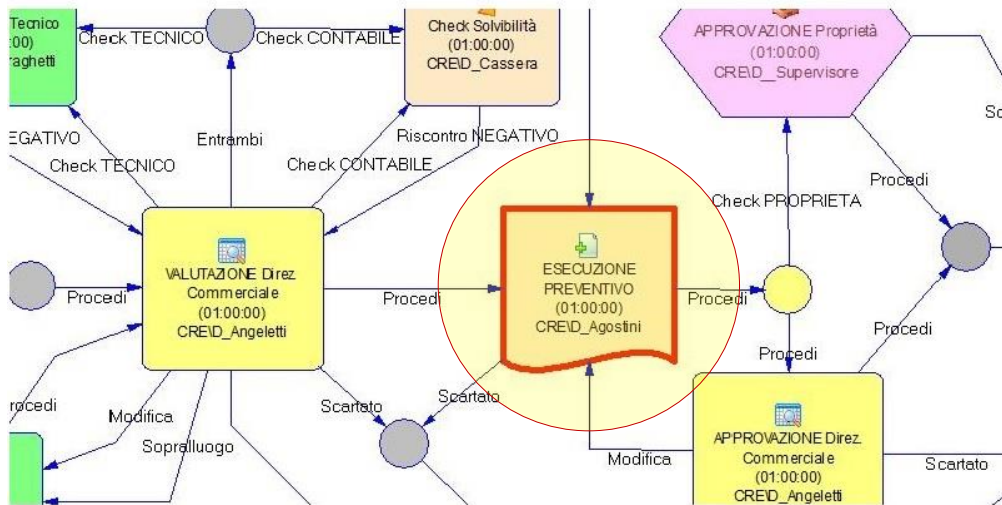 Tecnico
:00)
raghetti
Check TECNICO
Check CONTABILE
Check Solvibilità
(01:00:00)
CRE\D_Cassera
APPROVAZIONE Proprietà
(01:00:00)
CRE\D__Supervisore
Sc
EGATIVO
Check TECNICO
Entrambi
Check CONTABILE
Riscontro NEGATIVO
Check PROPRIETA
Procedi
Procedi
VALUTAZIONE Direz.
Commerciale
(01:00:00)
CRE\D_Angeletti
Procedi
ESECUZIONE
PREVENTIVO
(01:00:00)
CRE\D_Agostini
Procedi
Procedi
Procedi
rocedi
Modifica
Sopralluogo
Scartato
Scartato
Modifica
APPROVAZIONE Direz.
Commerciale
(01:00:00)
CRE\D_Angeletti
Scartato